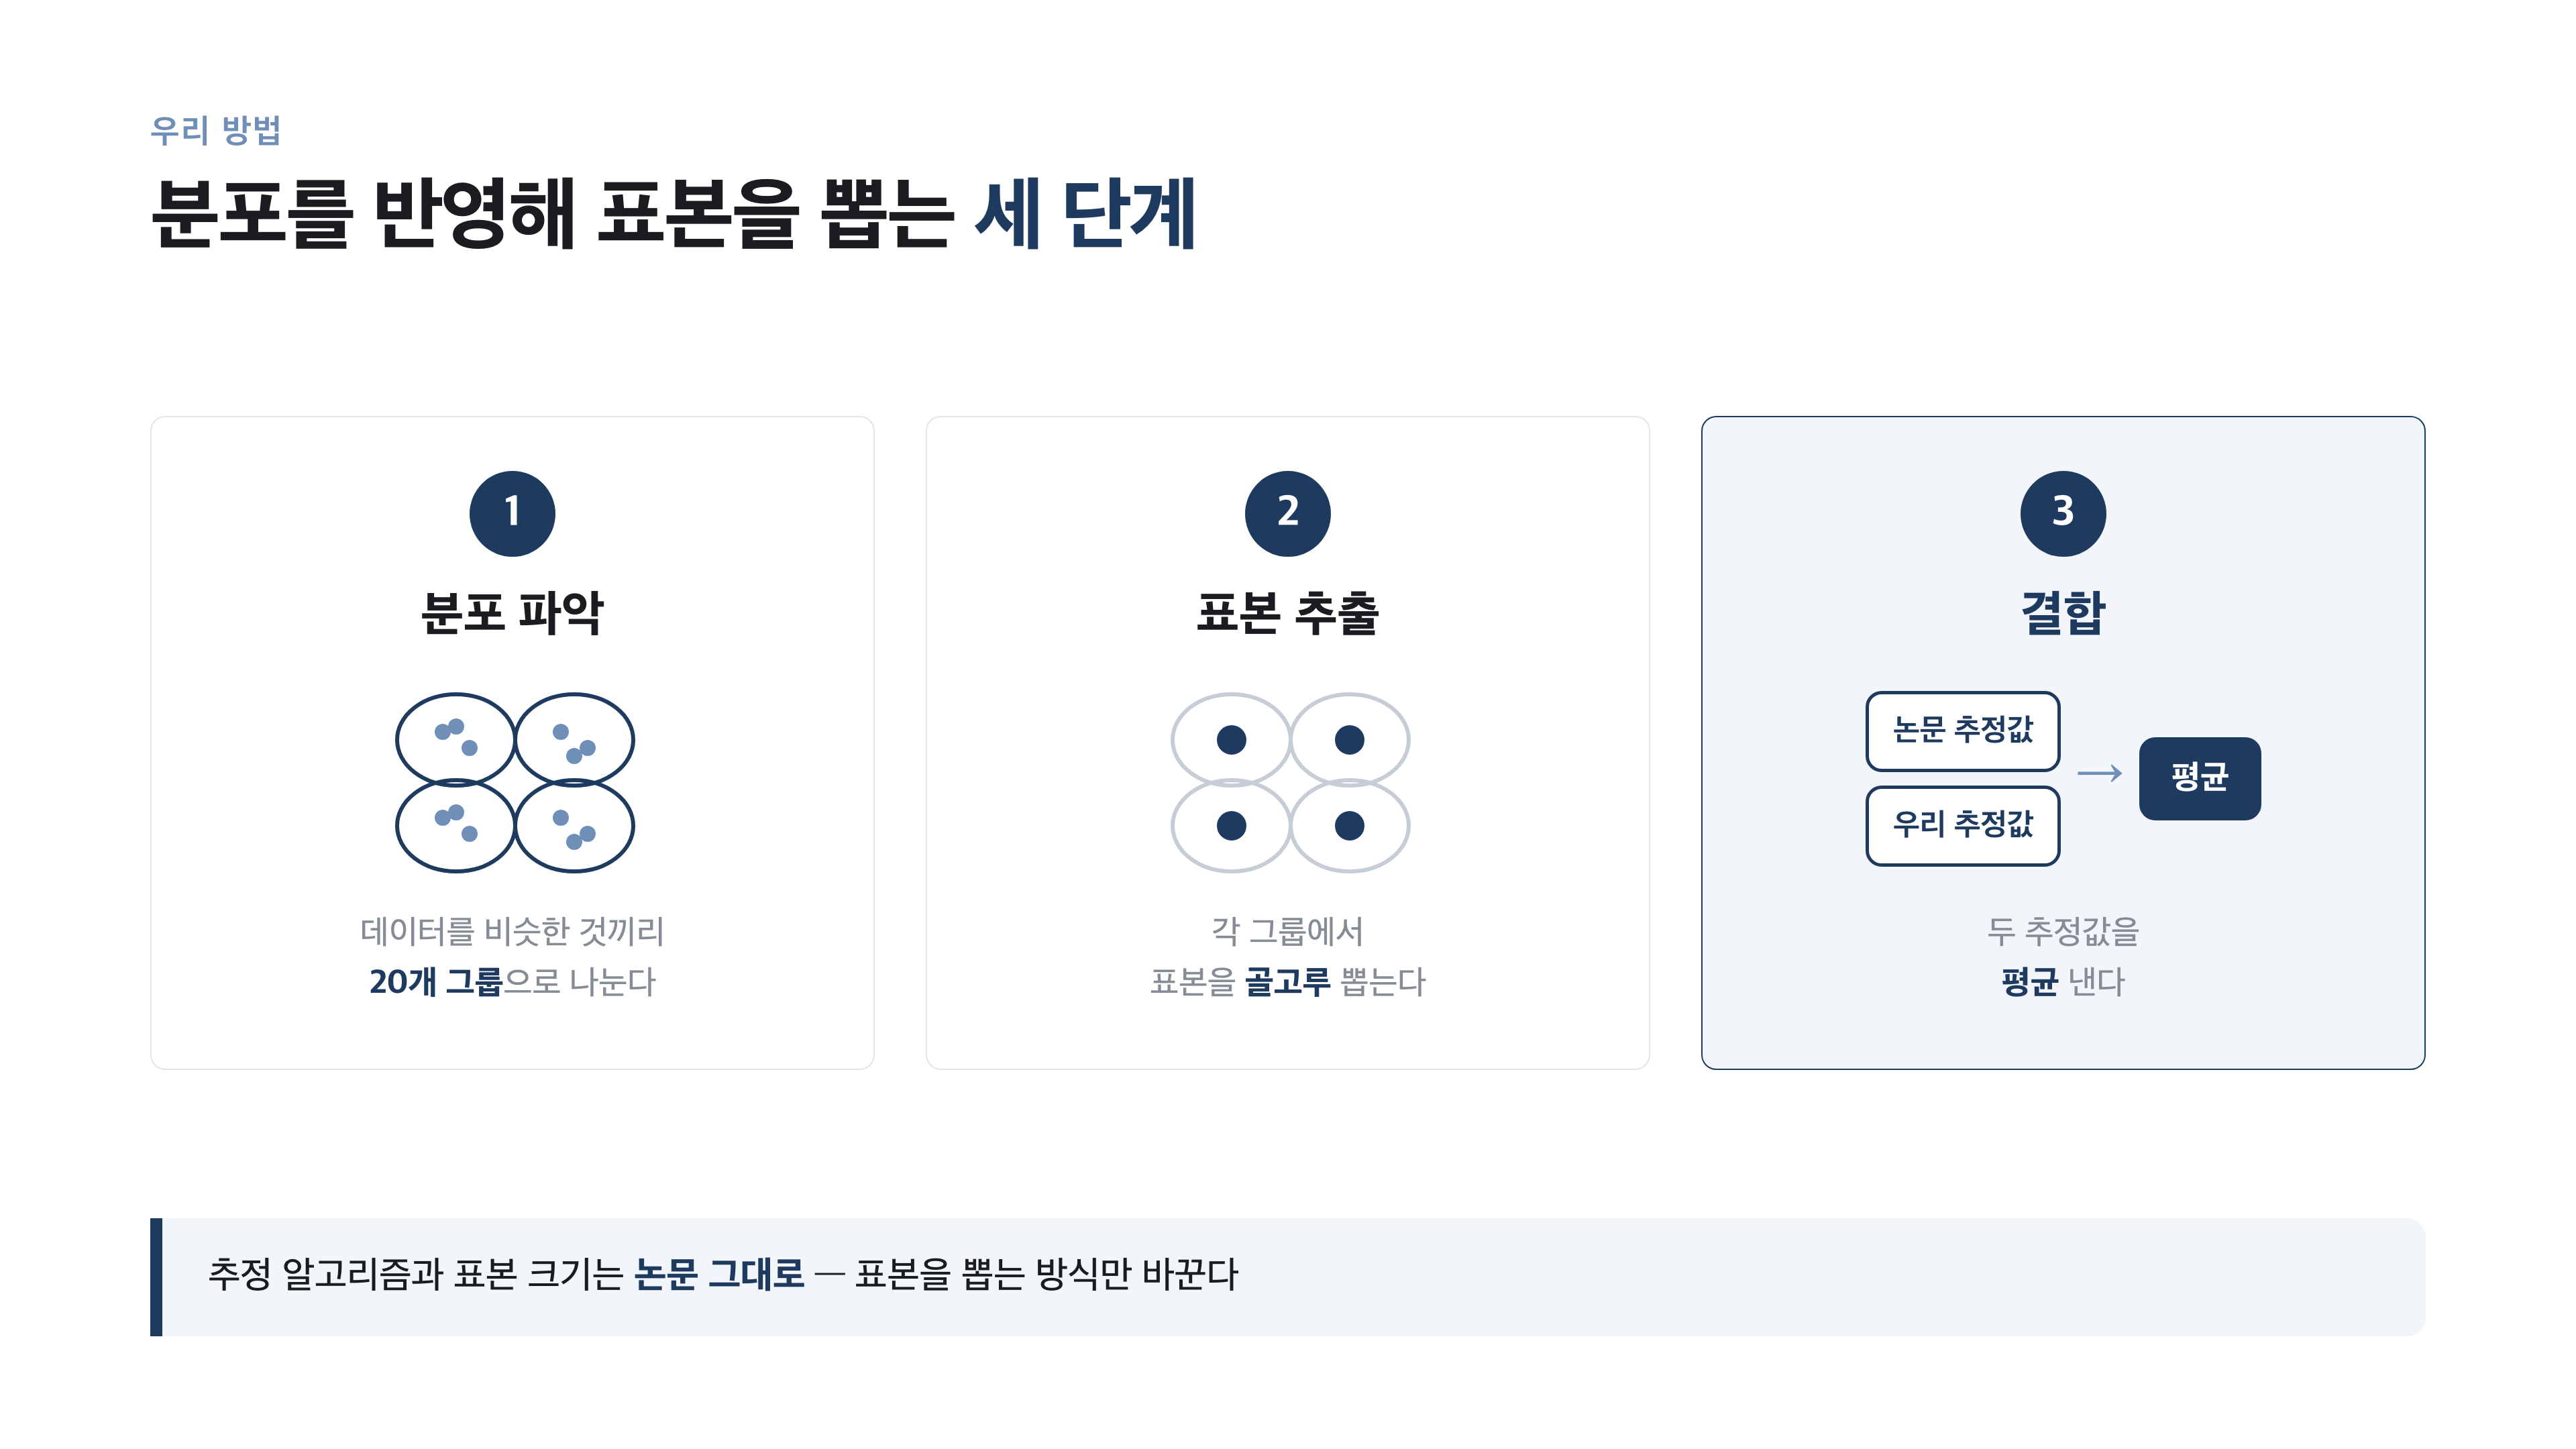 우리 방법
분포를 반영해 표본을 뽑는 세 단계
1
분포 파악
데이터를 비슷한 것끼리
20개 그룹으로 나눈다
2
표본 추출
각 그룹에서
표본을 골고루 뽑는다
3
결합
논문 추정값
우리 추정값
→
평균
두 추정값을
평균 낸다
추정 알고리즘과 표본 크기는 논문 그대로 — 표본을 뽑는 방식만 바꾼다